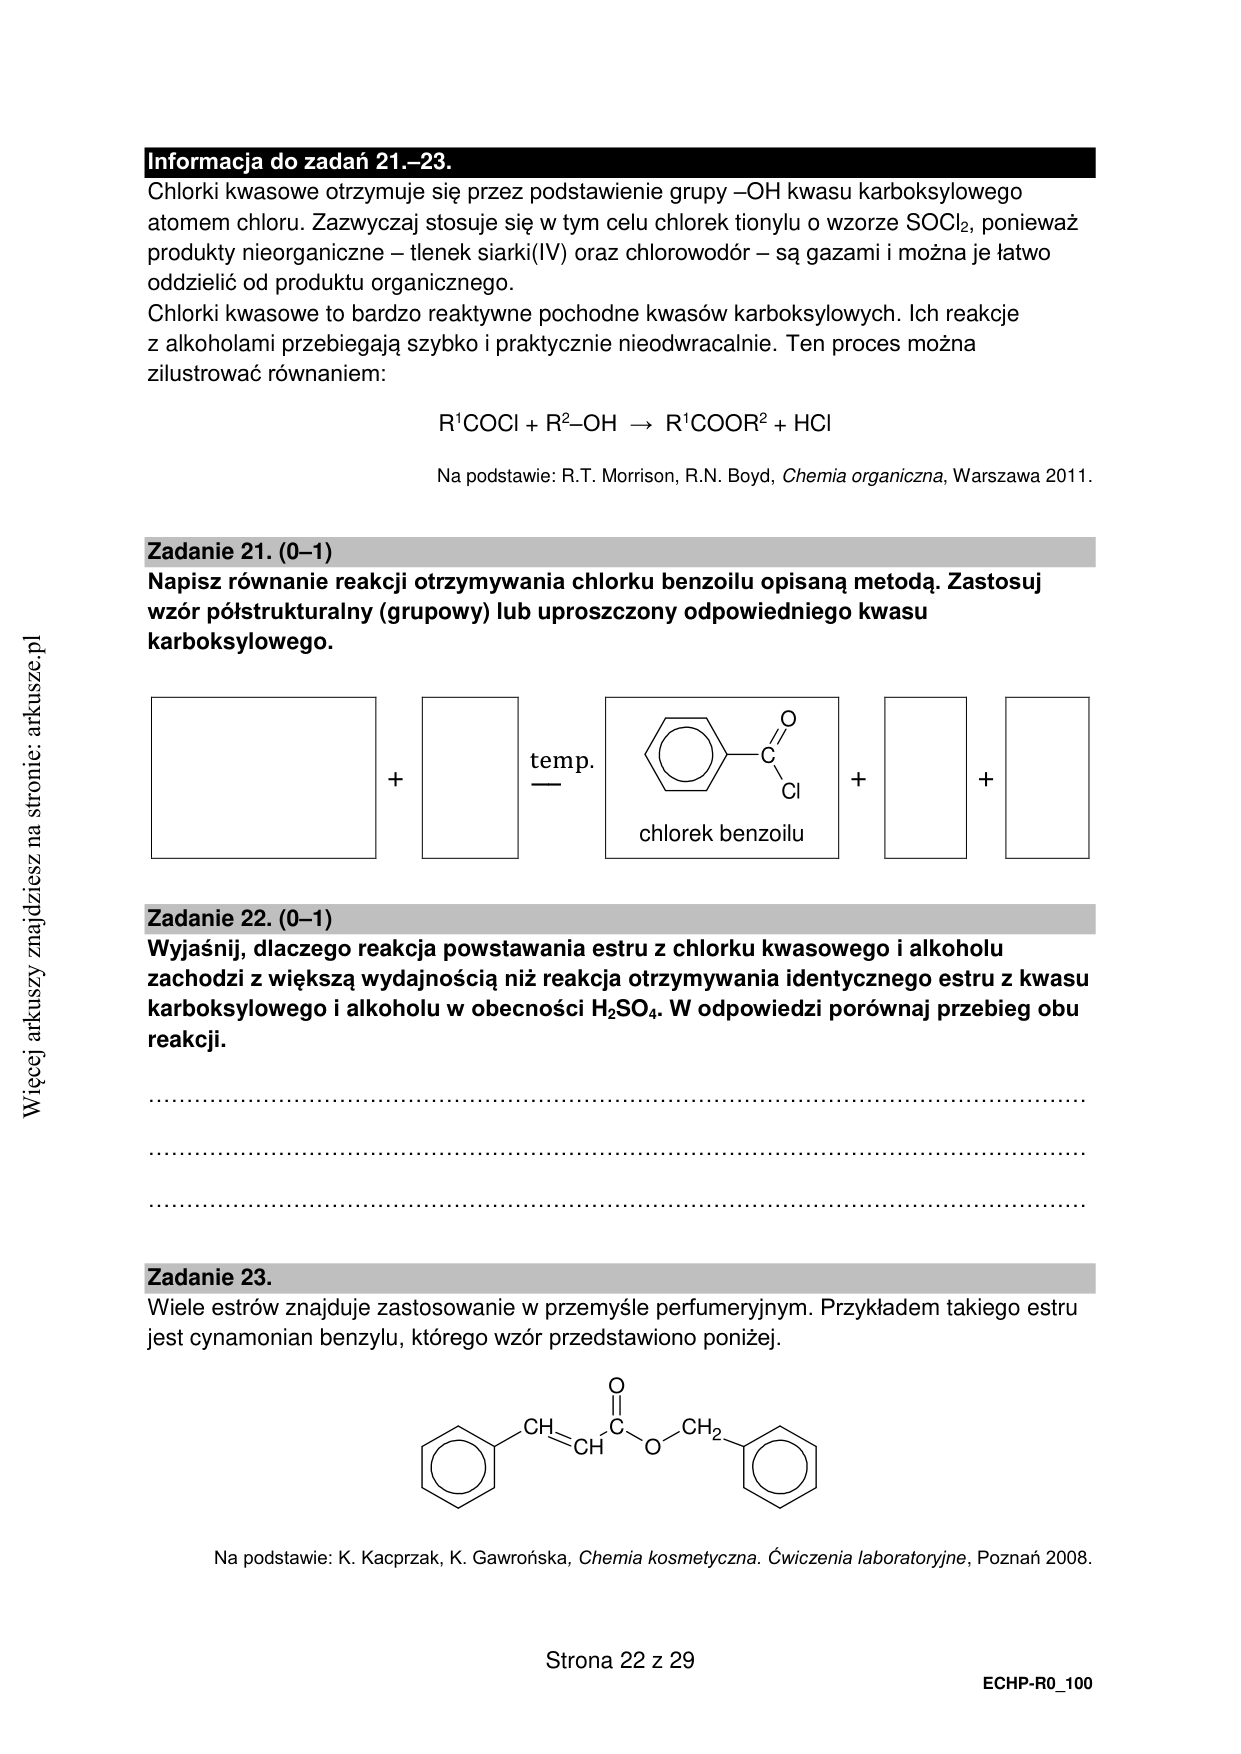 Informacja do zadań 21.–23.
Chlorki kwasowe otrzymuje się przez podstawienie grupy –OH kwasu karboksylowego
atomem chloru. Zazwyczaj stosuje się w tym celu chlorek tionylu o wzorze SOCl₂, ponieważ
produkty nieorganiczne – tlenek siarki(IV) oraz chlorowodór – są gazami i można je łatwo
oddzielić od produktu organicznego.
Chlorki kwasowe to bardzo reaktywne pochodne kwasów karboksylowych. Ich reakcje
z alkoholami przebiegają szybko i praktycznie nieodwracalnie. Ten proces można
zilustrować równaniem:
R¹COCl + R²–OH → R¹COOR² + HCl
Na podstawie: R.T. Morrison, R.N. Boyd, Chemia organiczna, Warszawa 2011.
Zadanie 21. (0–1)
Napisz równanie reakcji otrzymywania chlorku benzoilu opisaną metodą. Zastosuj
wzór półstrukturalny (grupowy) lub uproszczony odpowiedniego kwasu
karboksylowego.
+ temp. C O Cl + +
chlorek benzoilu
Zadanie 22. (0–1)
Wyjaśnij, dlaczego reakcja powstawania estru z chlorku kwasowego i alkoholu
zachodzi z większą wydajnością niż reakcja otrzymywania identycznego estru z kwasu
karboksylowego i alkoholu w obecności H₂SO₄. W odpowiedzi porównaj przebieg obu
reakcji.
Zadanie 23.
Wiele estrów znajduje zastosowanie w przemyśle perfumeryjnym. Przykładem takiego estru
jest cynamonian benzylu, którego wzór przedstawiono poniżej.
O
CH CH C O CH₂
Na podstawie: K. Kacprzak, K. Gawrońska, Chemia kosmetyczna. Ćwiczenia laboratoryjne, Poznań 2008.
Strona 22 z 29
ECHP-R0_100
Więcej arkuszy znajdziesz na stronie: arkusze.pl